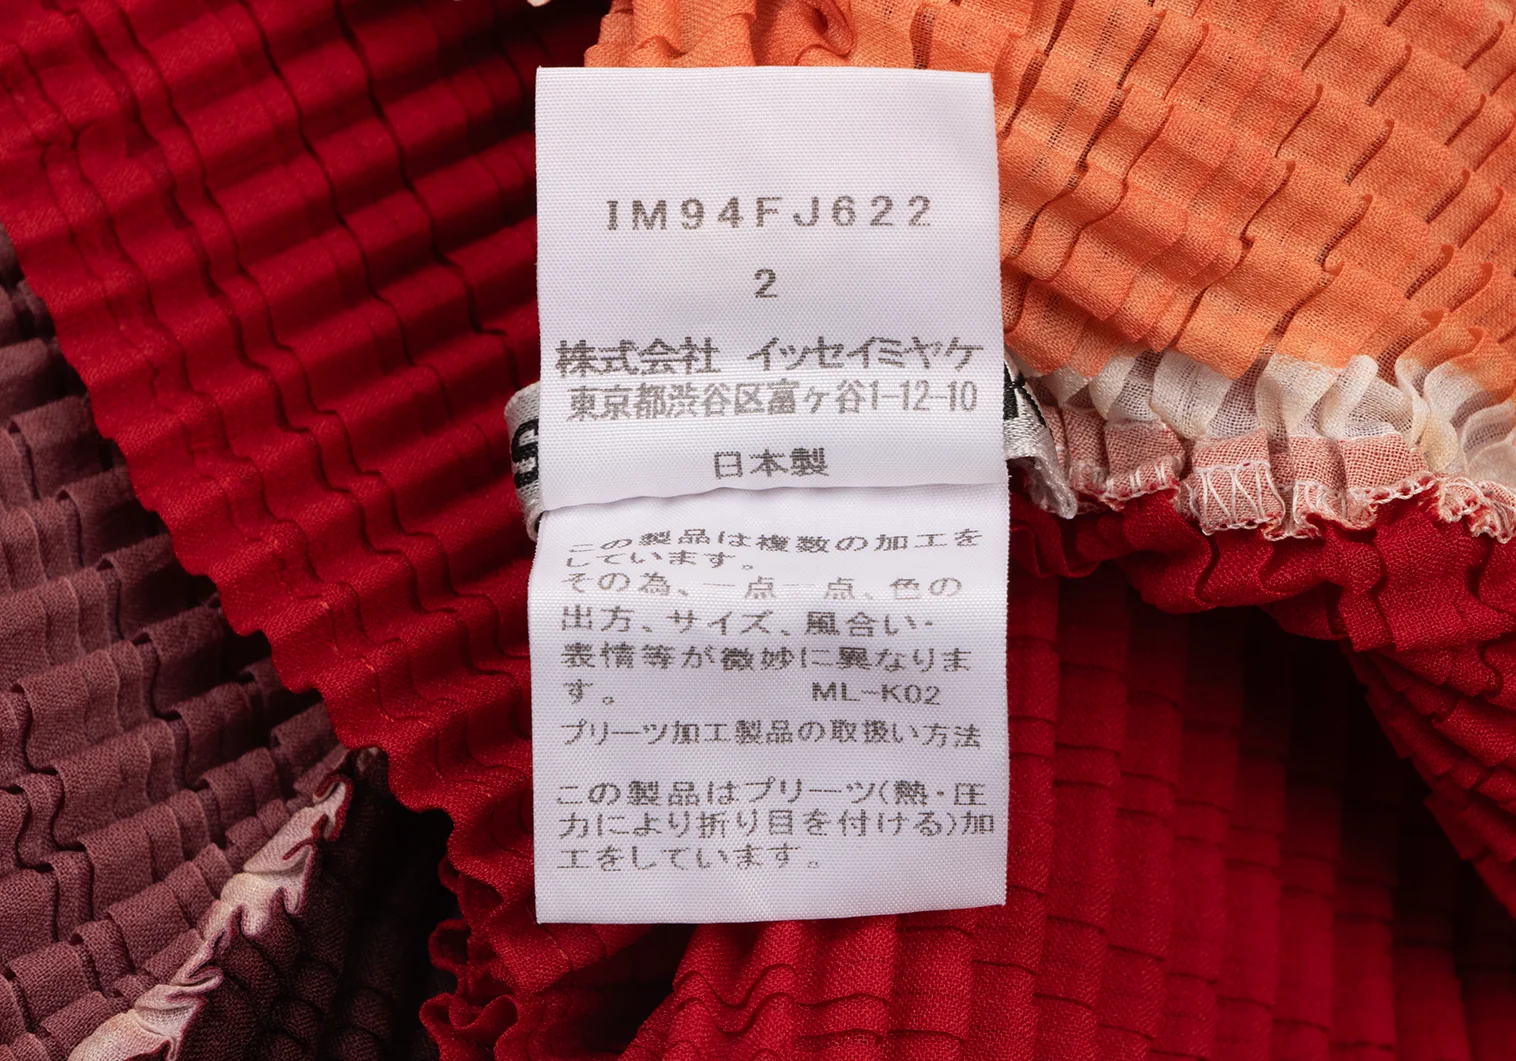 IM94FJ622
2
株式会社 イッセイミヤケ
東京都渋谷区富ヶ谷1-12-10
日本製
この製品は複数の加工を
しています。
その為、一点一点、色の
出方、サイズ、風合い・
表情等が微妙に異なりま
す。 ML-K02
プリーツ加工製品の取扱い方法
この製品はプリーツ(熱・圧
力により折り目を付ける)加
工をしています。